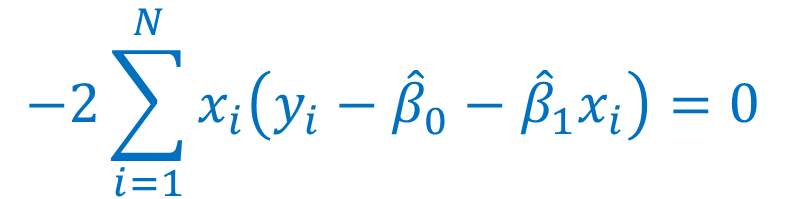 $-2\sum_{i=1}^{N} x_i(y_i - \hat{\beta}_0 - \hat{\beta}_1 x_i) = 0$